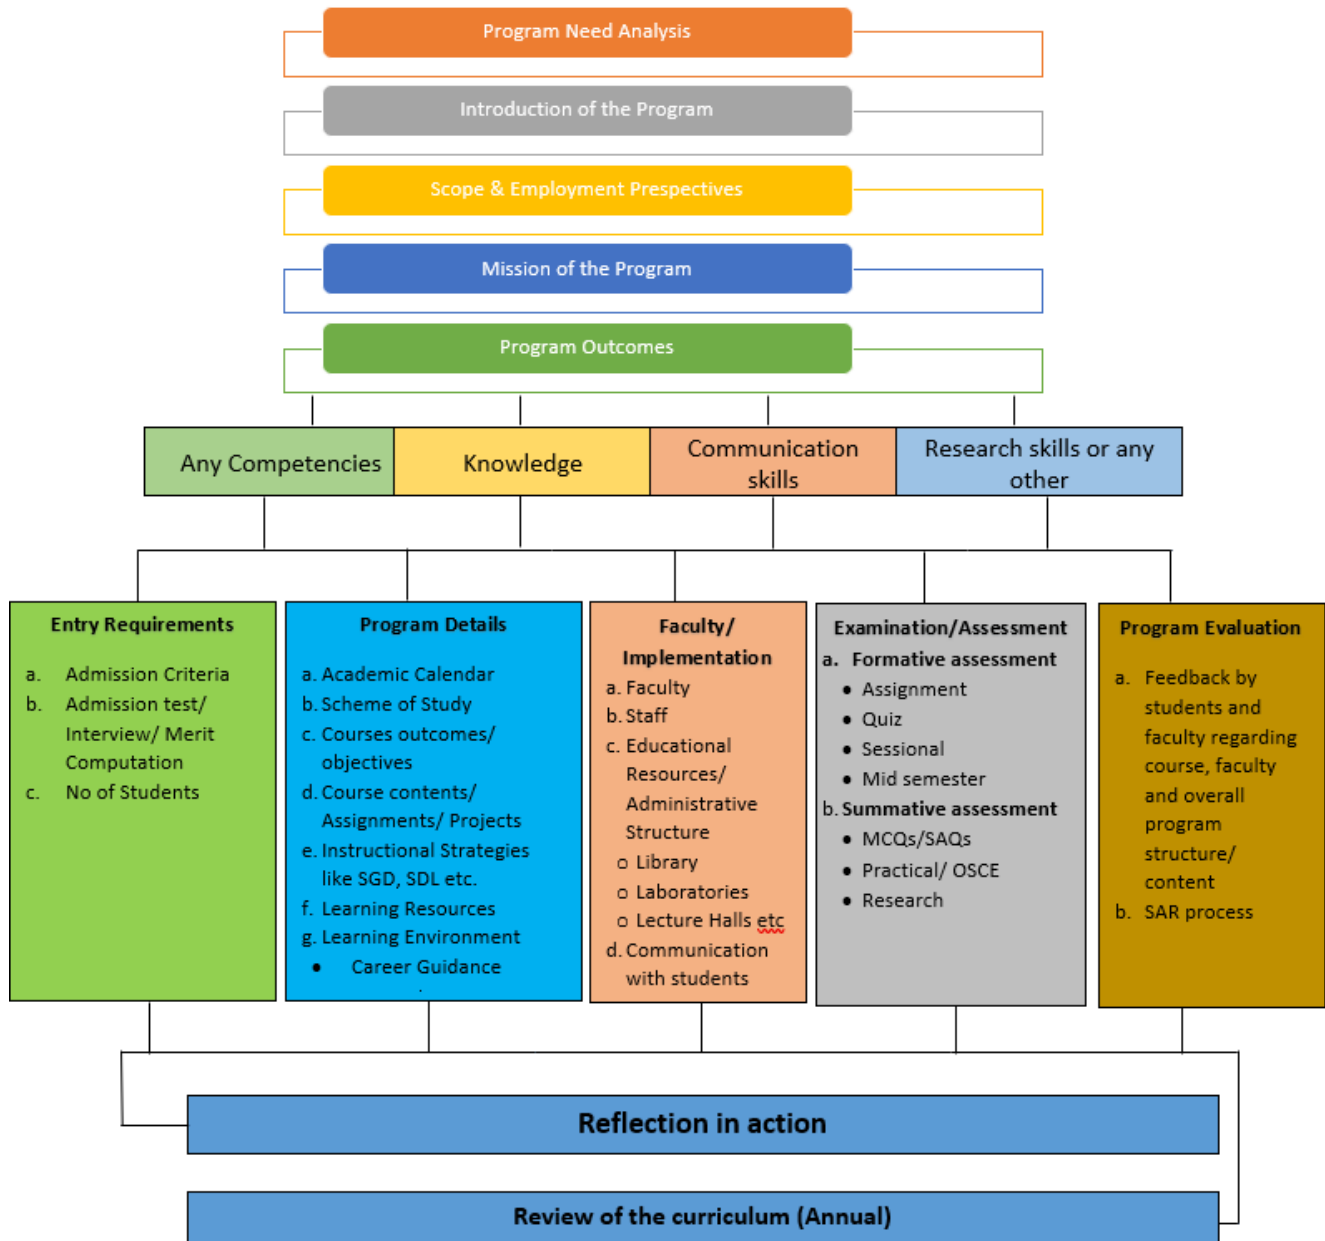 Program Need Analysis
Introduction of the Program
Scope & Employment Prespectives
Mission of the Program
Program Outcomes
Any Competencies
Knowledge
Communication
skills
Research skills or any
other
Entry Requirements
a. Admission Criteria
b. Admission test/
Interview/ Merit
Computation
c. No of Students
Program Details
a. Academic Calendar
b. Scheme of Study
c. Courses outcomes/
objectives
d. Course contents/
Assignments/ Projects
e. Instructional Strategies
like SGD, SDL etc.
f. Learning Resources
g. Learning Environment
• Career Guidance
.
Faculty/
Implementation
a. Faculty
b. Staff
c. Educational
Resources/
Administrative
Structure
o Library
o Laboratories
o Lecture Halls etc
d. Communication
with students
Examination/Assessment
a. Formative assessment
• Assignment
• Quiz
• Sessional
• Mid semester
b. Summative assessment
• MCQs/SAQs
• Practical/ OSCE
• Research
Program Evaluation
a. Feedback by
students and
faculty regarding
course, faculty
and overall
program
structure/
content
b. SAR process
Reflection in action
Review of the curriculum (Annual)